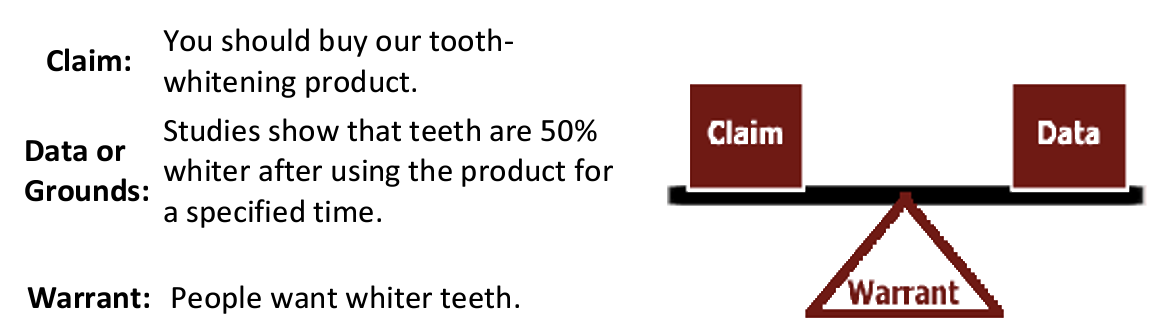 Claim:
You should buy our tooth-
whitening product.
Data or
Grounds:
Studies show that teeth are 50%
whiter after using the product for
a specified time.
Warrant:
People want whiter teeth.
Claim
Data
Warrant